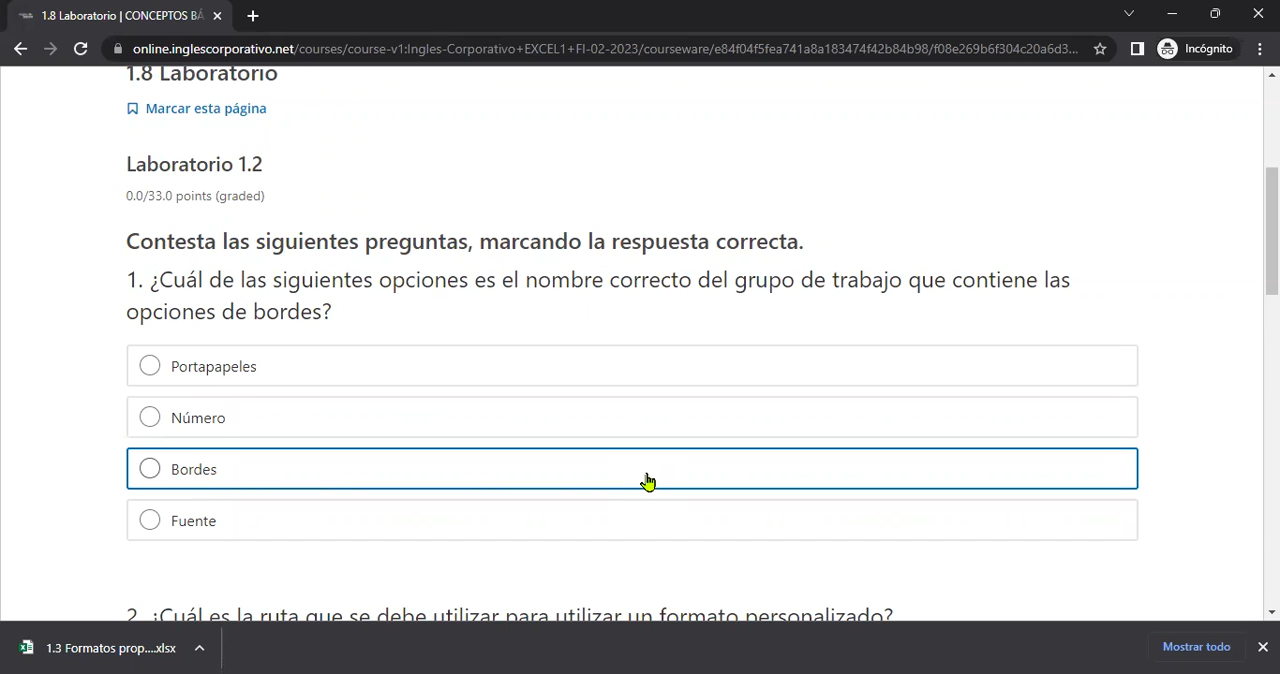 1.8 Laboratorio | CONCEPTOS BÁ
online.inglescorporativo.net/courses/course-v1:Ingles-Corporativo+EXCEL1+FI-02-2023/courseware/e84f04f5fea741a8a183474f42b84b98/f08e269b6f304c20a6d3...
Incógnito
1.8 Laboratorio
Marcar esta página
Laboratorio 1.2
0.0/33.0 points (graded)
Contesta las siguientes preguntas, marcando la respuesta correcta.
1. ¿Cuál de las siguientes opciones es el nombre correcto del grupo de trabajo que contiene las
opciones de bordes?
Portapapeles
Número
Bordes
Fuente
2. ¿Cuál es la ruta que se debe utilizar para utilizar un formato personalizado?
1.3 Formatos prop....xlsx
Mostrar todo